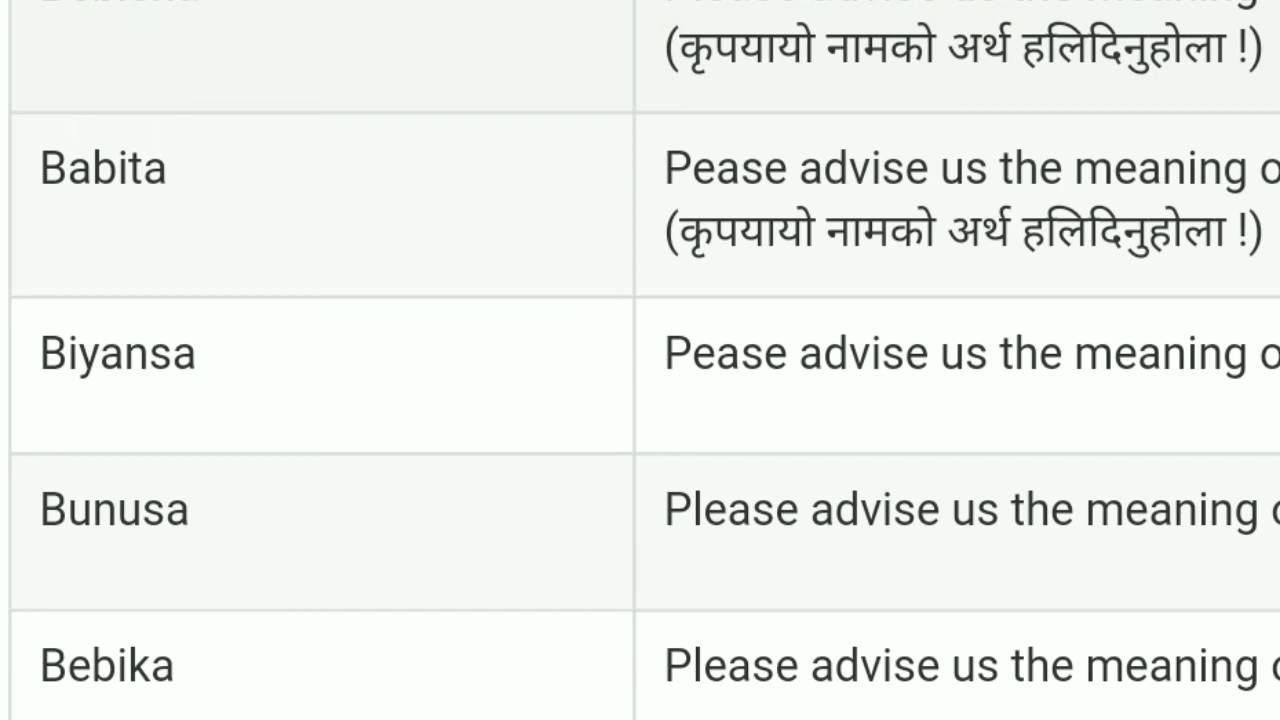 (कृपयायो नामको अर्थ हलिदिनुहोला !)
Babita
Pease advise us the meaning
(कृपयायो नामको अर्थ हलिदिनुहोला !)
Biyansa
Pease advise us the meaning
Bunusa
Please advise us the meaning
Bebika
Please advise us the meaning